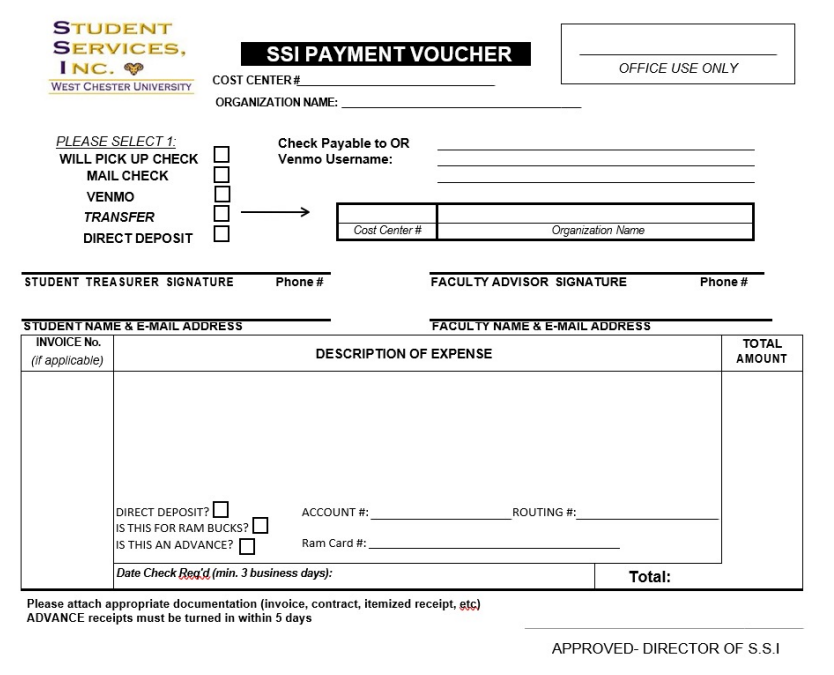 STUDENT
SERVICES,
INC.
WEST CHESTER UNIVERSITY
SSI PAYMENT VOUCHER
OFFICE USE ONLY
COST CENTER #
ORGANIZATION NAME:
PLEASE SELECT 1:
WILL PICK UP CHECK
MAIL CHECK
VENMO
TRANSFER
DIRECT DEPOSIT
Check Payable to OR
Venmo Username:
Cost Center # Organization Name
STUDENT TREASURER SIGNATURE Phone # FACULTY ADVISOR SIGNATURE Phone #
STUDENT NAME & E-MAIL ADDRESS FACULTY NAME & E-MAIL ADDRESS
INVOICE No.
(if applicable)
DESCRIPTION OF EXPENSE
TOTAL
AMOUNT
DIRECT DEPOSIT? ACCOUNT #: ROUTING #:
IS THIS FOR RAM BUCKS?
IS THIS AN ADVANCE? Ram Card #:
Date Check Req'd (min. 3 business days): Total:
Please attach appropriate documentation (invoice, contract, itemized receipt, etc)
ADVANCE receipts must be turned in within 5 days
APPROVED- DIRECTOR OF S.S.I